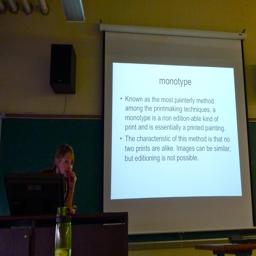 monotype
• Known as the most painterly method
among the printmaking techniques, a
monotype is a non edition-able kind of
print and is essentially a printed painting.
• The characteristic of this method is that no
two prints are alike. Images can be similar,
but editioning is not possible.